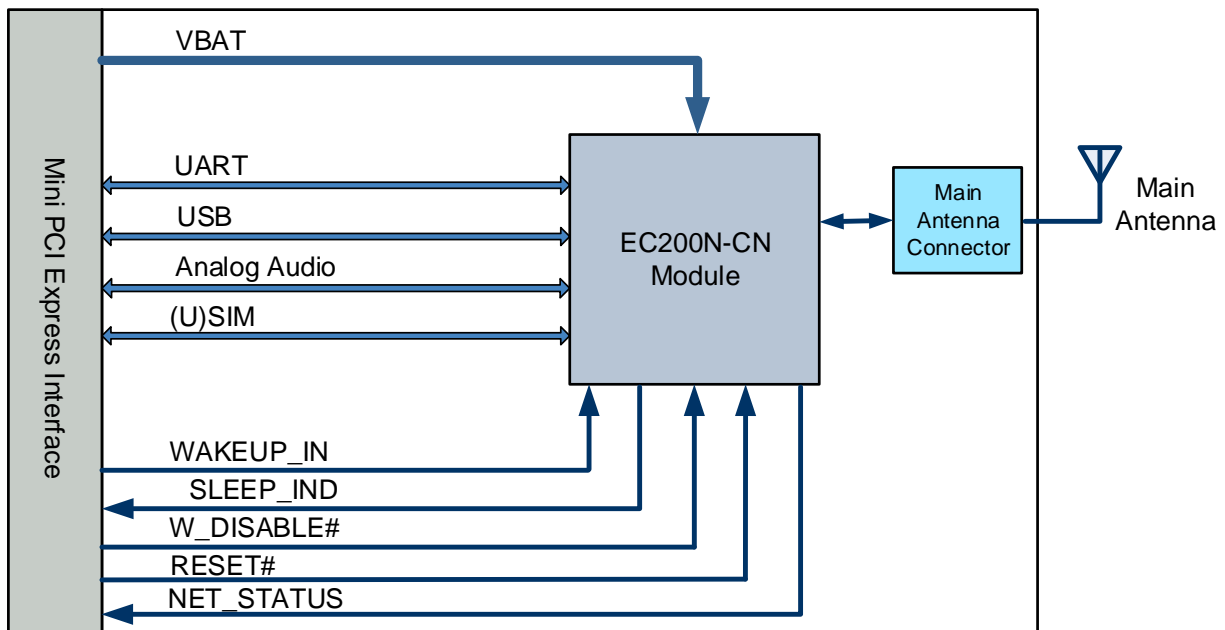 VBAT
UART
USB
Analog Audio
(U)SIM
Mini PCI Express Interface
EC200N-CN
Module
Main
Antenna
Connector
Main
Antenna
WAKEUP_IN
SLEEP_IND
W_DISABLE#
RESET#
NET_STATUS